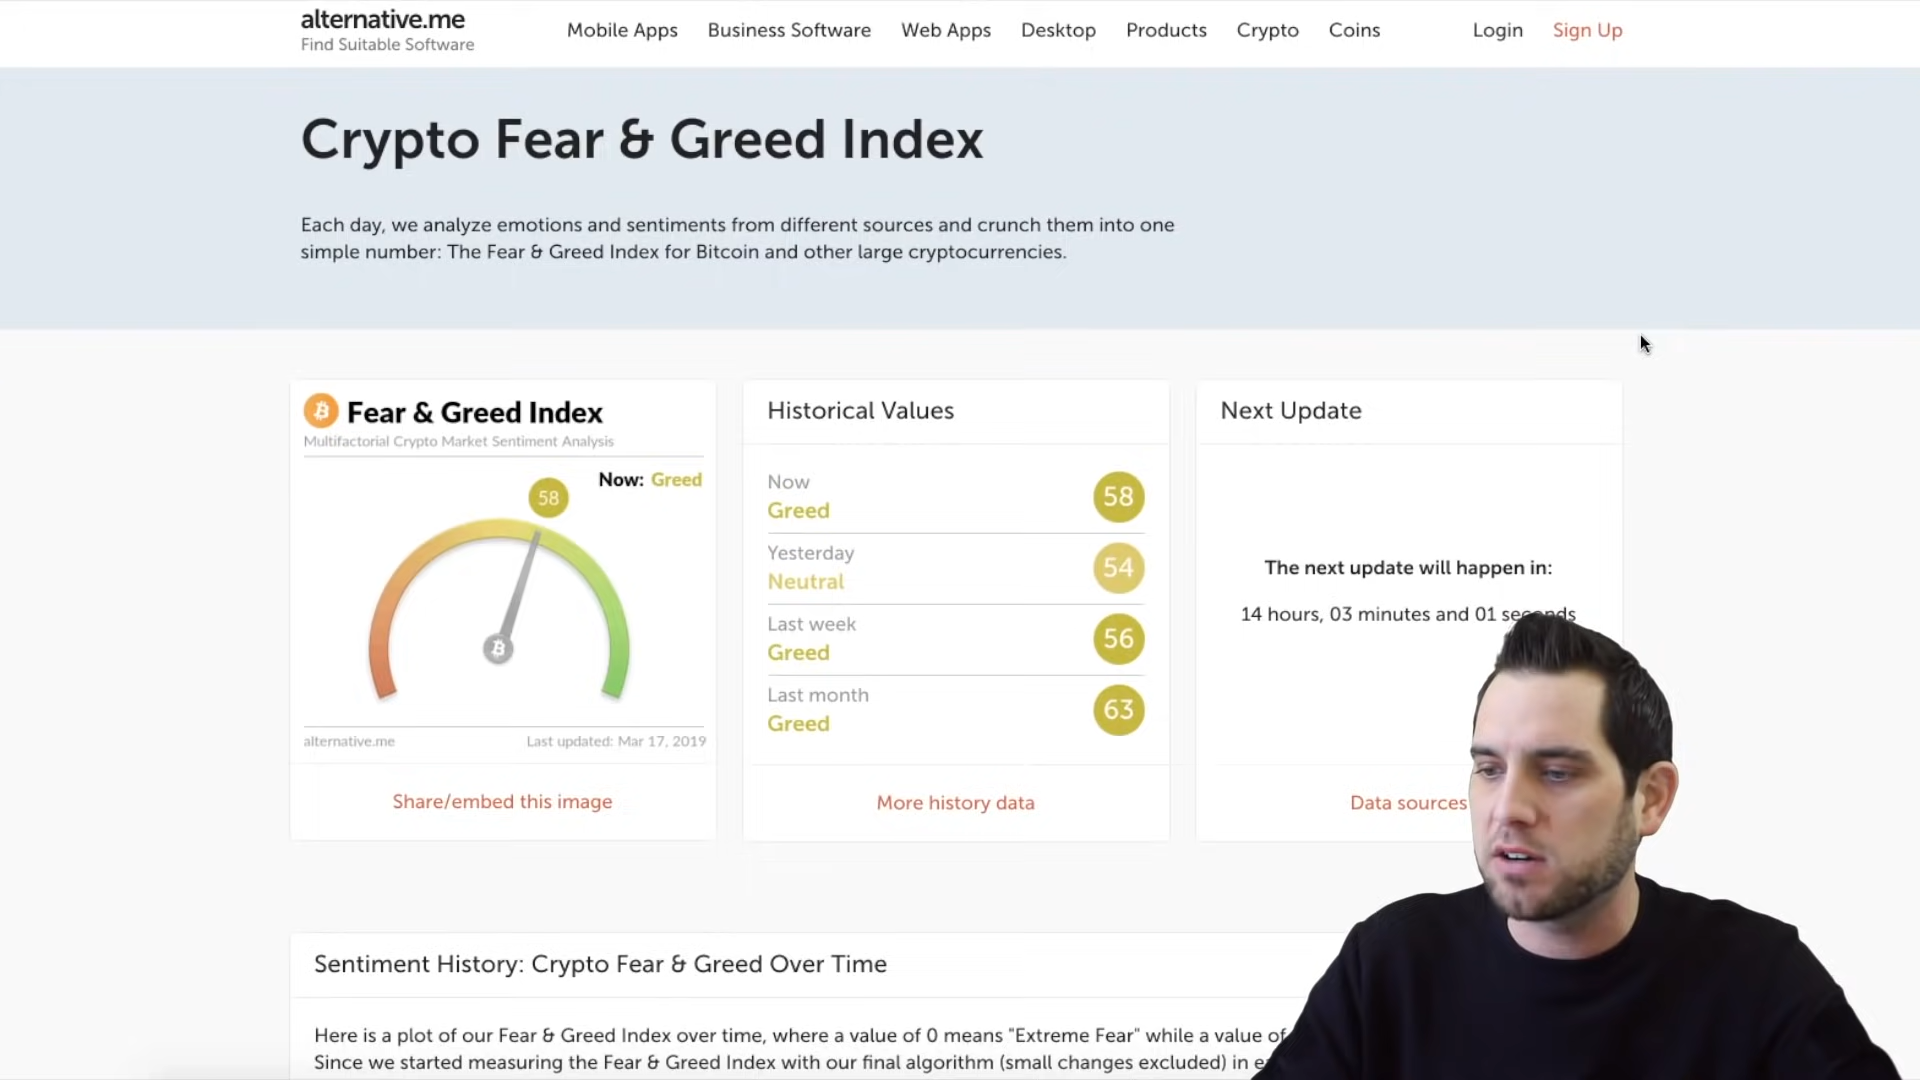 alternative.me
Find Suitable Software
Mobile Apps Business Software Web Apps Desktop Products Crypto Coins Login Sign Up
Crypto Fear & Greed Index
Each day, we analyze emotions and sentiments from different sources and crunch them into one
simple number: The Fear & Greed Index for Bitcoin and other large cryptocurrencies.
Fear & Greed Index
Multifactorial Crypto Market Sentiment Analysis
Now: Greed
58
alternative.me Last updated: Mar 17, 2019
Share/embed this image
Historical Values
Now
Greed 58
Yesterday
Neutral 54
Last week
Greed 56
Last month
Greed 63
More history data
Next Update
The next update will happen in:
14 hours, 03 minutes and 01 seconds
Data sources
Sentiment History: Crypto Fear & Greed Over Time
Here is a plot of our Fear & Greed Index over time, where a value of 0 means "Extreme Fear" while a value of
Since we started measuring the Fear & Greed Index with our final algorithm (small changes excluded) in